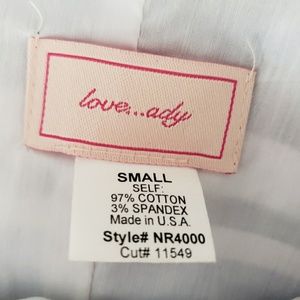 love...ady
SMALL
SELF:
97% COTTON
3% SPANDEX
Made in U.S.A.
Style# NR4000
Cut# 11549